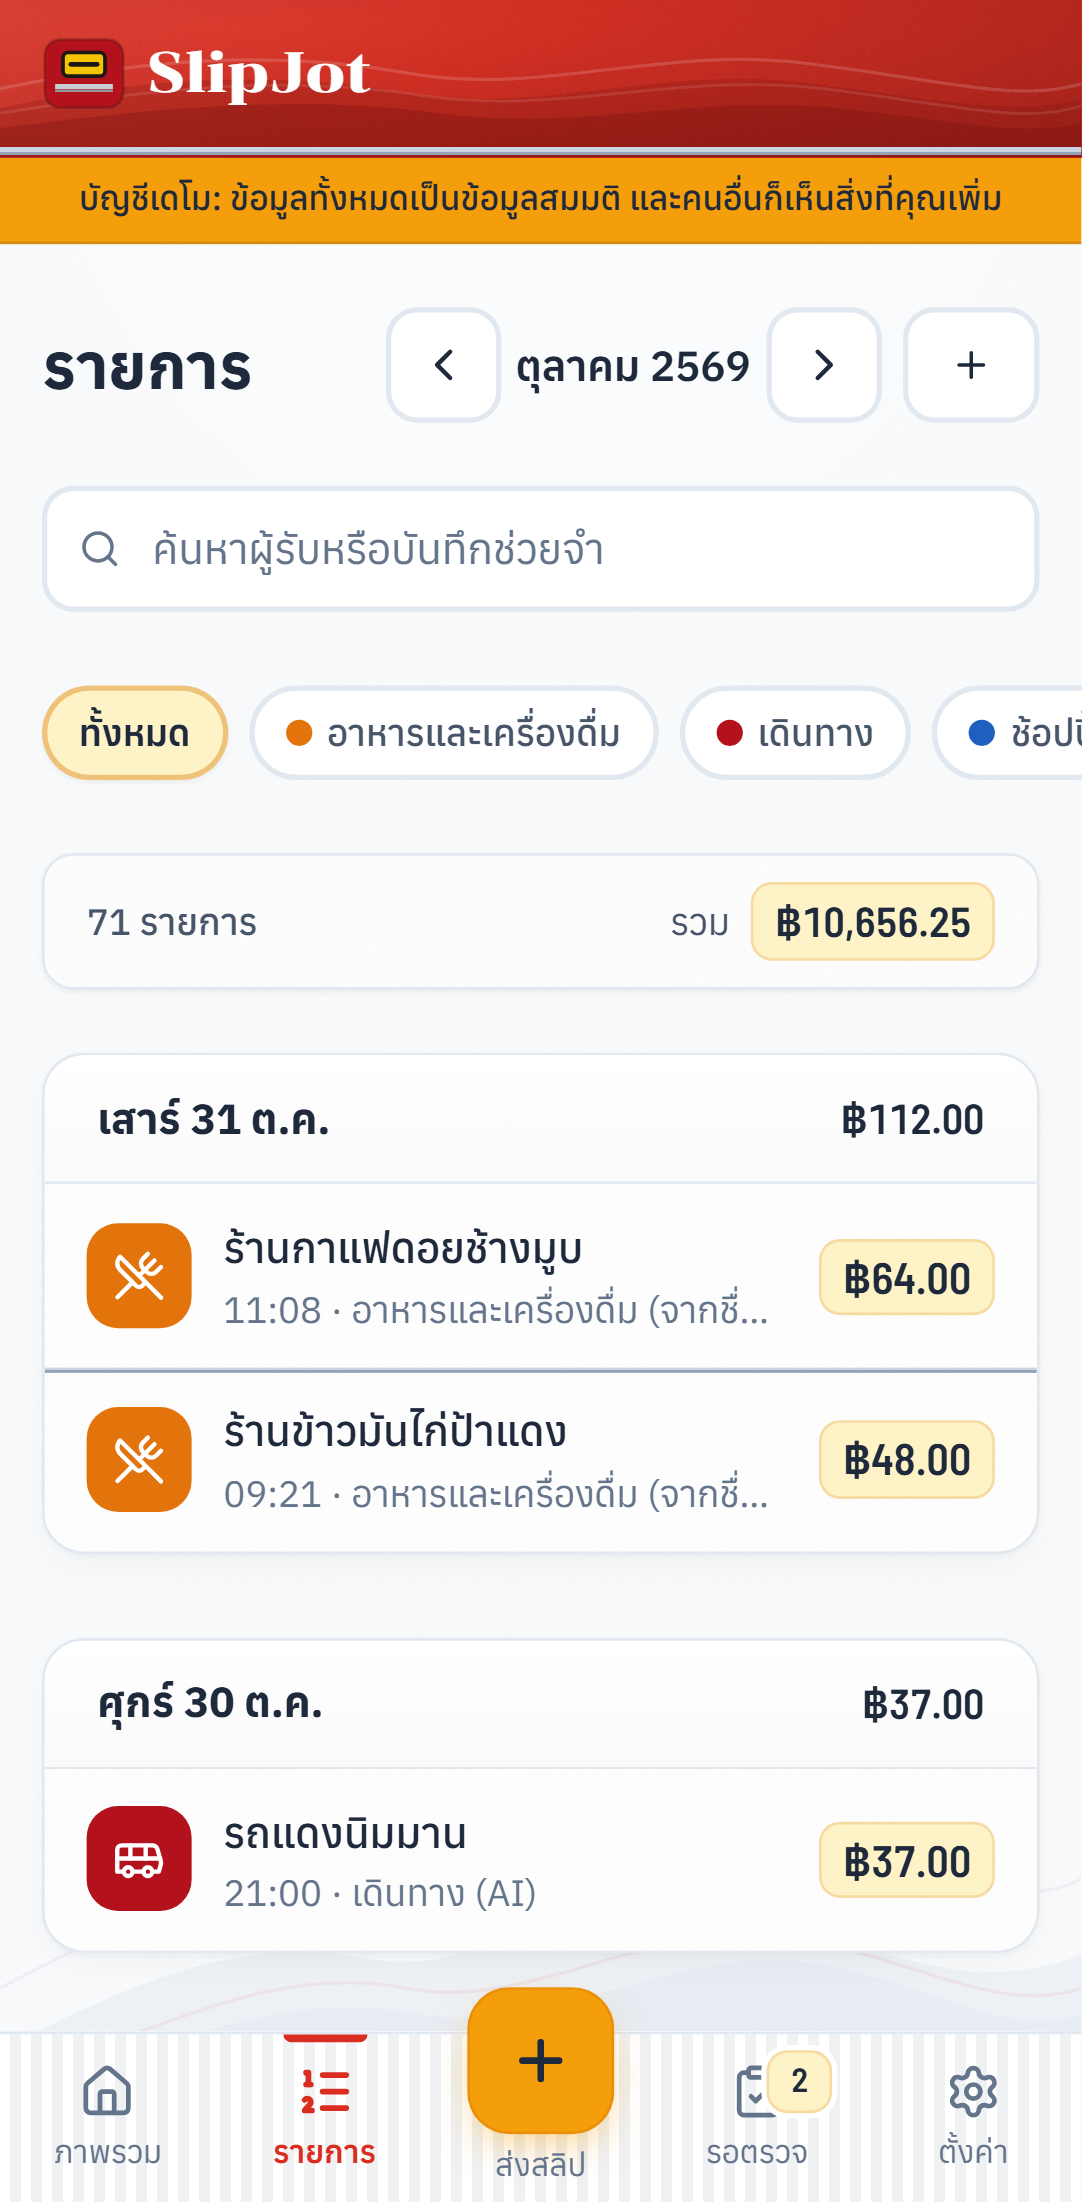 SlipJot
บัญชีเดโม: ข้อมูลทั้งหมดเป็นข้อมูลสมมติ และคนอื่นก็เห็นสิ่งที่คุณเพิ่ม
รายการ
ตุลาคม 2569
ค้นหาผู้รับหรือบันทึกช่วยจำ
ทั้งหมด
อาหารและเครื่องดื่ม
เดินทาง
71 รายการ
รวม ฿10,656.25
เสาร์ 31 ต.ค.
฿112.00
ร้านกาแฟดอยช้างมูบ
11:08 · อาหารและเครื่องดื่ม (จากชื่...
฿64.00
ร้านข้าวมันไก่ป้าแดง
09:21 · อาหารและเครื่องดื่ม (จากชื่...
฿48.00
ศุกร์ 30 ต.ค.
฿37.00
รถแดงนิมมาน
21:00 · เดินทาง (AI)
฿37.00
ภาพรวม
รายการ
ส่งสลิป
2
รอตรวจ
ตั้งค่า